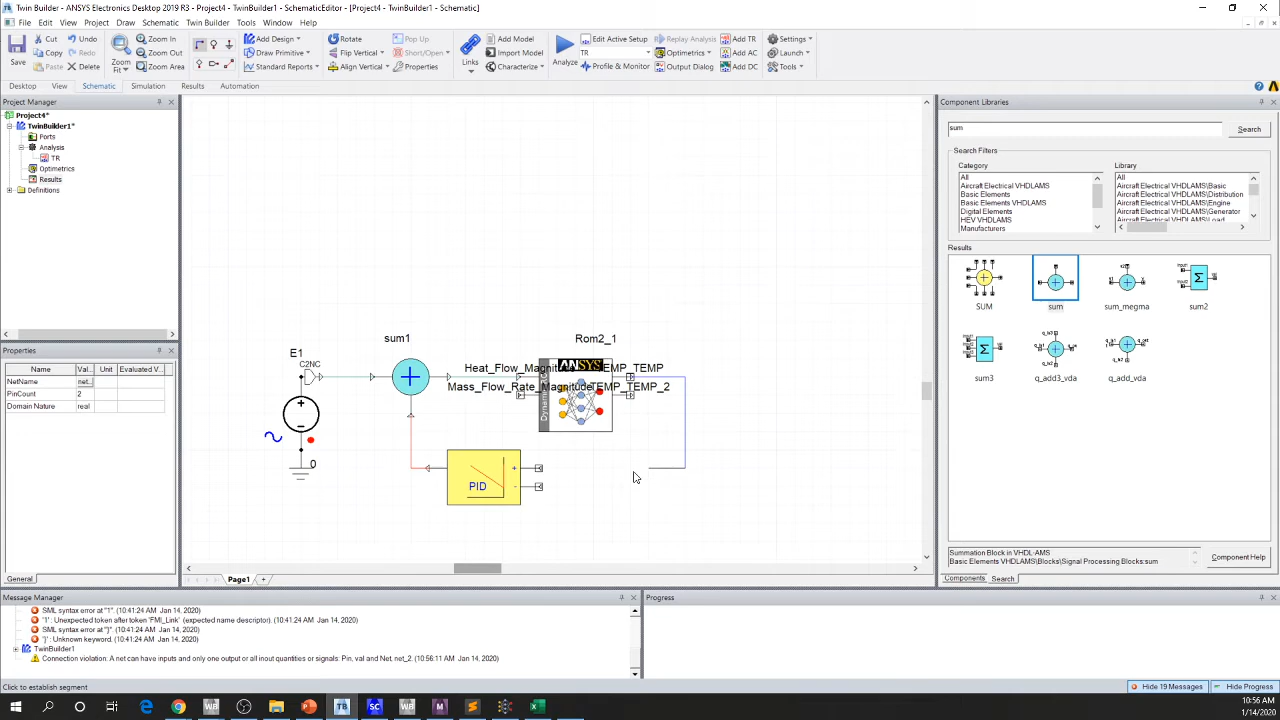 Twin Builder - ANSYS Electronics Desktop 2019 R3 - Project4 - TwinBuilder1 - SchematicEditor - [Project4 - TwinBuilder1 - Schematic]
File Edit View Project Draw Schematic Twin Builder Tools Window Help
Save Cut Copy Paste Undo Redo Delete
Zoom Fit Zoom In Zoom Out Zoom Area
Add Design Draw Primitive Standard Reports
Rotate Flip Vertical Align Vertical Pop Up Short/Open Properties
Links Add Model Import Model Characterize
Analyze Edit Active Setup TR Profile & Monitor
Replay Analysis Optimetrics Output Dialog
Add TR Add AC Add DC
Settings Launch Tools
Desktop View Schematic Simulation Results Automation
Project Manager
Project4*
TwinBuilder1*
Ports
Analysis
TR
Optimetrics
Results
Definitions
Properties
Name Val... Unit Evaluated V...
NetName net...
PinCount 2
Domain Nature real
General
E1
C2NC
0
sum1
Rom2_1
Heat_Flow_Magnitu
EMP_TEMP
Mass_Flow_Rate_Magnitude
TEMP_TEMP_2
ANSYS
PID
+
-
Page1 +
Component Libraries
sum Search
Search Filters
Category
All
Aircraft Electrical VHDLAMS
Basic Elements
Basic Elements VHDLAMS
Digital Elements
HEV VHDLAMS
Manufacturers
Library
All
Aircraft Electrical VHDLAMS\Basic
Aircraft Electrical VHDLAMS\Distribution
Aircraft Electrical VHDLAMS\Engine
Aircraft Electrical VHDLAMS\Generator
Aircraft Electrical VHDLAMS\Load
Results
SUM sum sum_megma sum2
sum3 q_add3_vda q_add_vda
Summation Block in VHDL-AMS
Basic Elements VHDLAMS\Blocks\Signal Processing Blocks:sum
Component Help
Components Search
Message Manager
SML syntax error at "1". (10:41:24 AM Jan 14, 2020)
'1': Unexpected token after token 'FMI_Link' (expected name descriptor). (10:41:24 AM Jan 14, 2020)
SML syntax error at "}". (10:41:24 AM Jan 14, 2020)
'}' : Unknown keyword. (10:41:24 AM Jan 14, 2020)
TwinBuilder1
Connection violation: A net can have inputs and only one output or all inout quantities or signals: Pin, val and Net, net_2. (10:56:11 AM Jan 14, 2020)
Progress
Click to establish segment
Hide 19 Messages Hide Progress
10:56 AM
1/14/2020